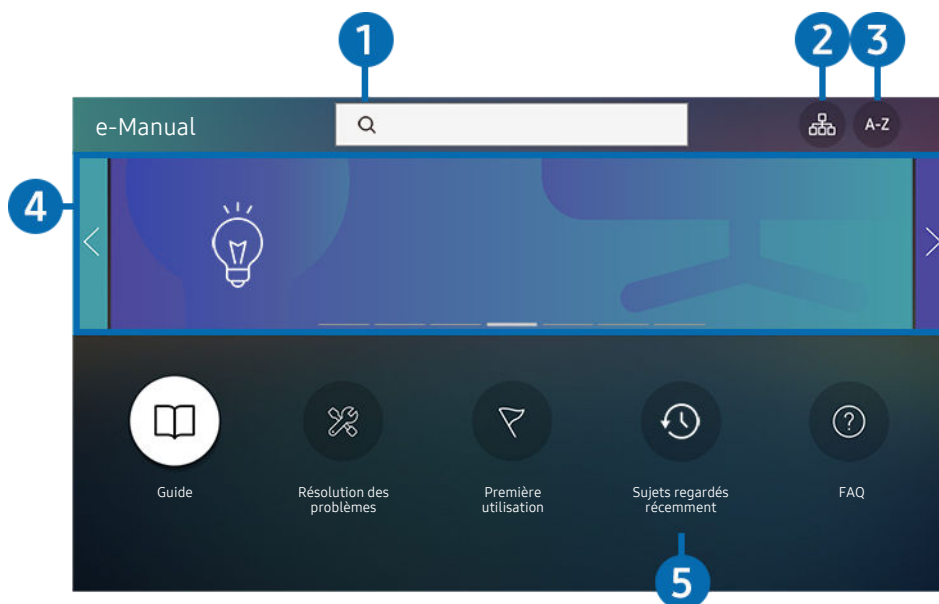 1
2
3
e-Manual
A-Z
4
Guide
Résolution des
problèmes
Première
utilisation
Sujets regardés
récemment
FAQ
5